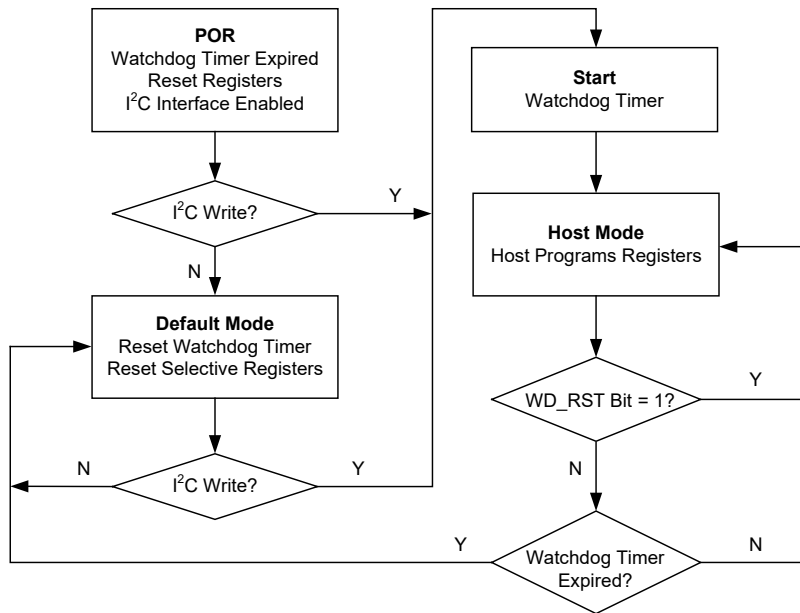 POR
Watchdog Timer Expired
Reset Registers
I²C Interface Enabled
I²C Write?
Y
N
Default Mode
Reset Watchdog Timer
Reset Selective Registers
I²C Write?
N
Y
Start
Watchdog Timer
Host Mode
Host Programs Registers
WD_RST Bit = 1?
Y
N
Watchdog Timer
Expired?
Y
N